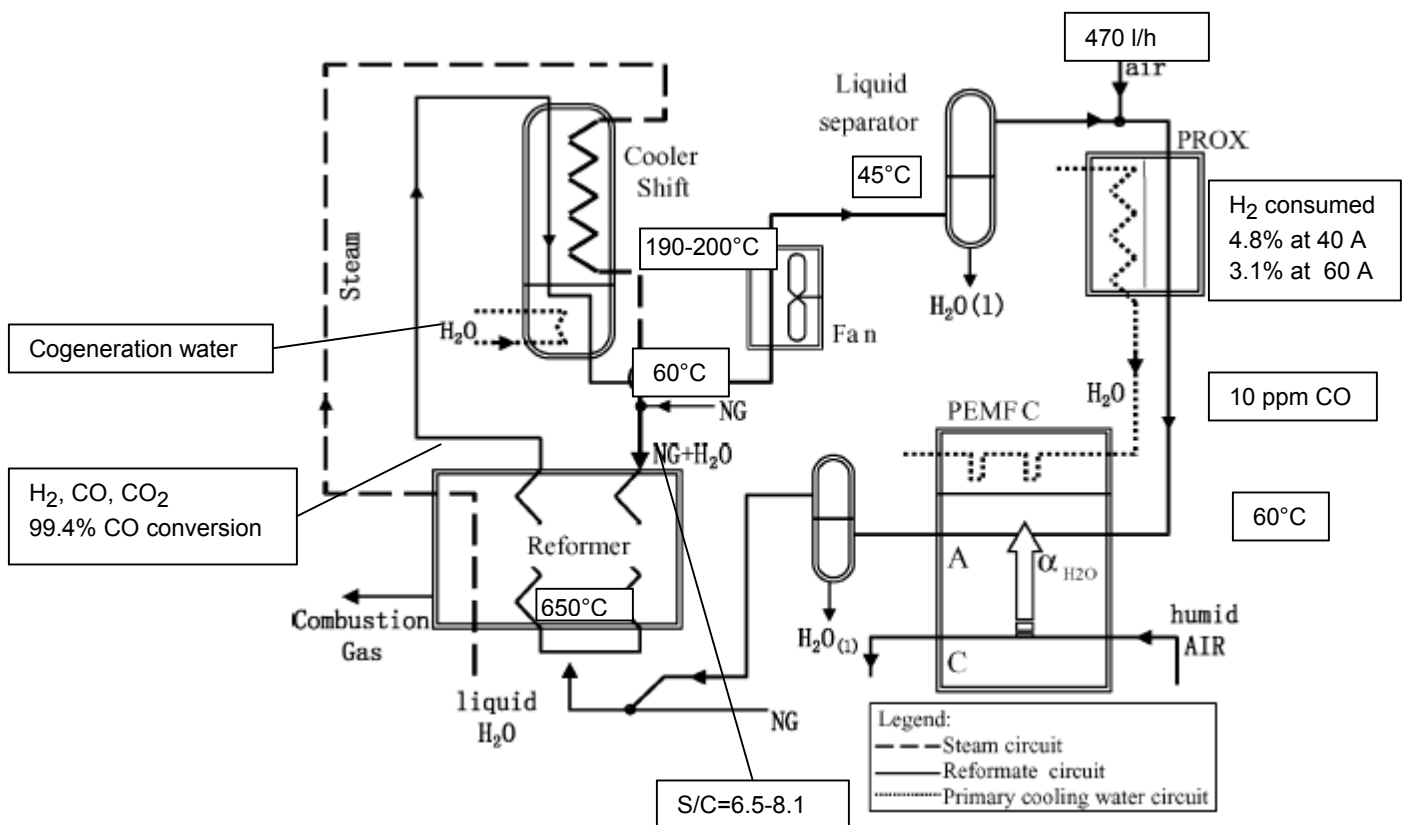 470 l/h
air
Liquid
separator
PROX
Cooler
Shift
45°C
H₂ consumed
4.8% at 40 A
3.1% at 60 A
190-200°C
Steam
H₂O(l)
Fan
Cogeneration water
H₂O
60°C
NG
H₂O
10 ppm CO
PEMFC
NG+H₂O
H₂, CO, CO₂
99.4% CO conversion
60°C
Reformer
A
α H2O
650°C
Combustion
Gas
H₂O(l)
humid
AIR
C
liquid
H₂O
NG
Legend:
Steam circuit
Reformate circuit
Primary cooling water circuit
S/C=6.5-8.1